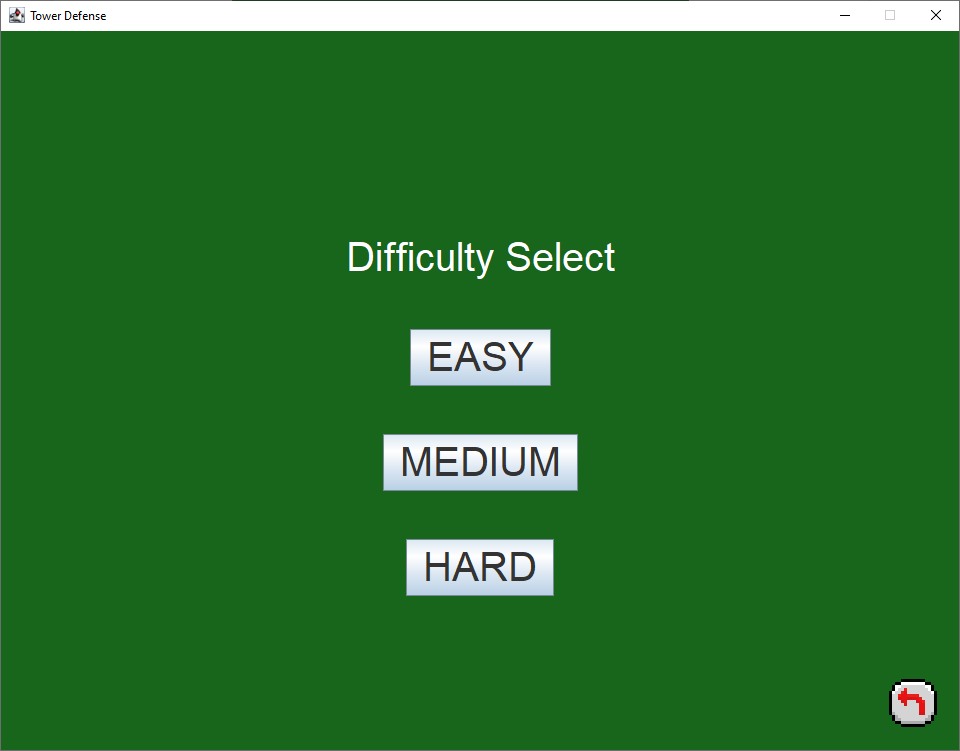 Tower Defense
Difficulty Select
EASY
MEDIUM
HARD